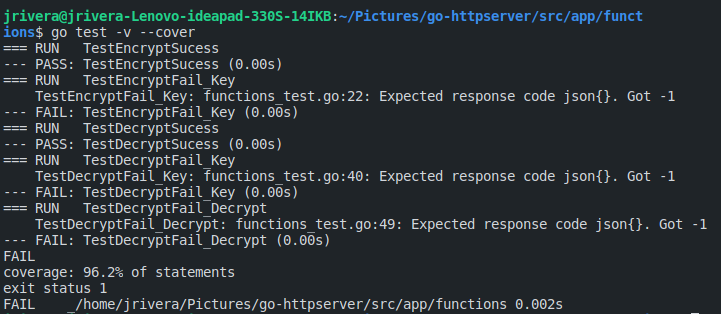 jrivera@jrivera-Lenovo-ideapad-330S-14IKB:~/Pictures/go-httpserver/src/app/funct
ions$ go test -v --cover
=== RUN   TestEncryptSucess
--- PASS: TestEncryptSucess (0.00s)
=== RUN   TestEncryptFail_Key
    TestEncryptFail_Key: functions_test.go:22: Expected response code json{}. Got -1
--- FAIL: TestEncryptFail_Key (0.00s)
=== RUN   TestDecryptSucess
--- PASS: TestDecryptSucess (0.00s)
=== RUN   TestDecryptFail_Key
    TestDecryptFail_Key: functions_test.go:40: Expected response code json{}. Got -1
--- FAIL: TestDecryptFail_Key (0.00s)
=== RUN   TestDecryptFail_Decrypt
    TestDecryptFail_Decrypt: functions_test.go:49: Expected response code json{}. Got -1
--- FAIL: TestDecryptFail_Decrypt (0.00s)
FAIL
coverage: 96.2% of statements
exit status 1
FAIL    _/home/jrivera/Pictures/go-httpserver/src/app/functions 0.002s